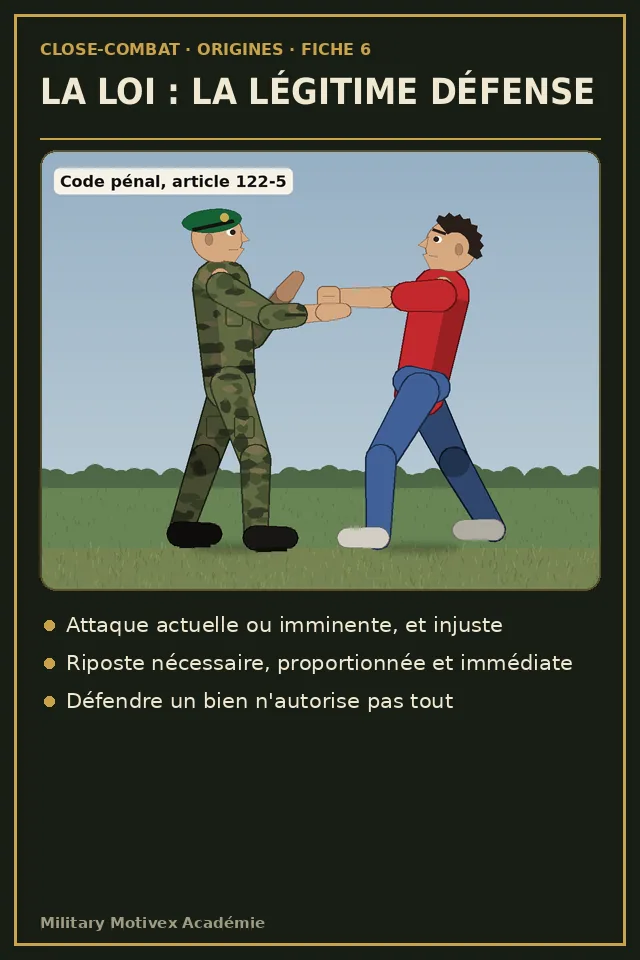 CLOSE-COMBAT · ORIGINES · FICHE 6
LA LOI : LA LÉGITIME DÉFENSE
Code pénal, article 122-5
Attaque actuelle ou imminente, et injuste
Riposte nécessaire, proportionnée et immédiate
Défendre un bien n'autorise pas tout
Military Motivex Académie